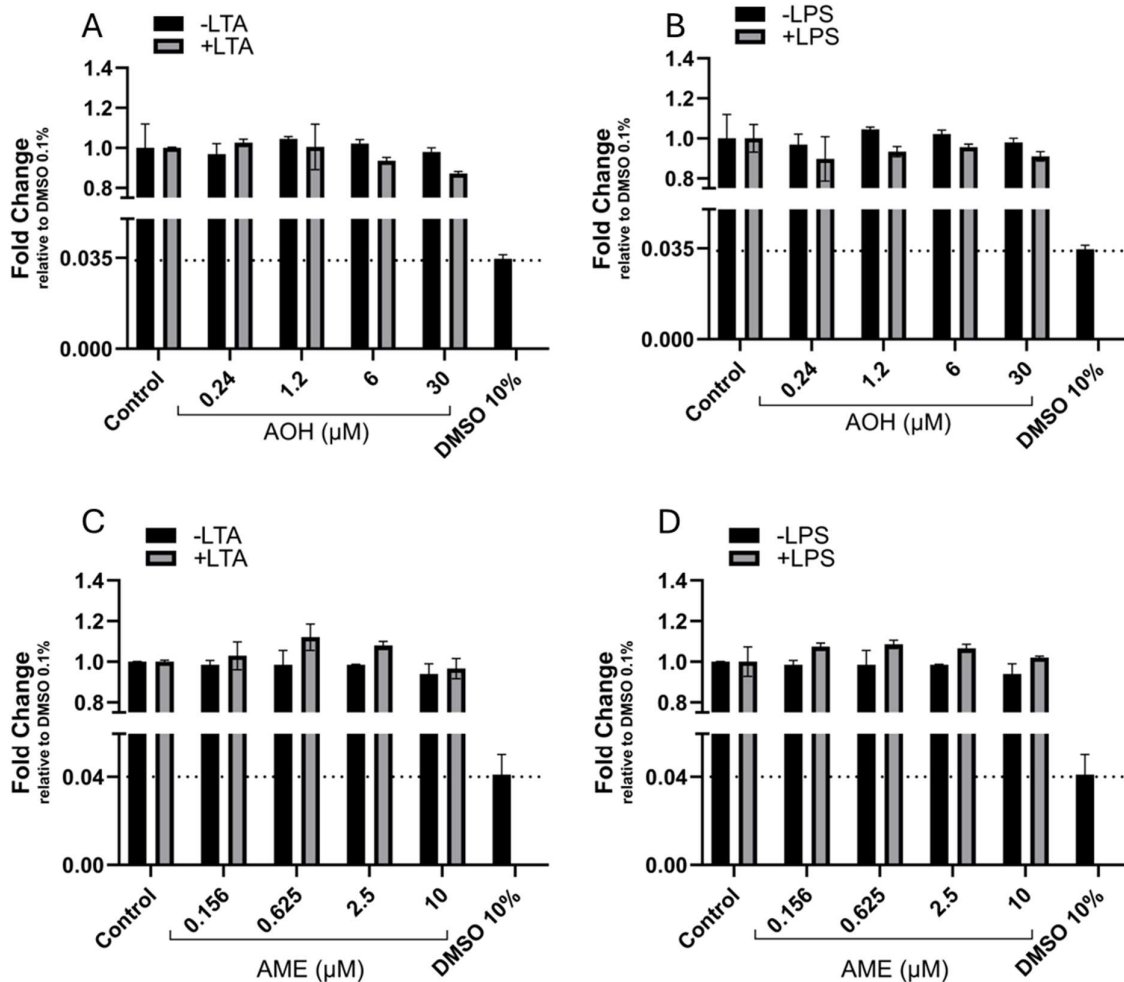 A
-LTA
+LTA
Fold Change
relative to DMSO 0.1%
1.4
1.2
1.0
0.8
0.035
0.000
Control
0.24
1.2
6
30
DMSO 10%
AOH (µM)
B
-LPS
+LPS
Fold Change
relative to DMSO 0.1%
1.4
1.2
1.0
0.8
0.035
0.000
Control
0.24
1.2
6
30
DMSO 10%
AOH (µM)
C
-LTA
+LTA
Fold Change
relative to DMSO 0.1%
1.4
1.2
1.0
0.8
0.04
0.00
Control
0.156
0.625
2.5
10
DMSO 10%
AME (µM)
D
-LPS
+LPS
Fold Change
relative to DMSO 0.1%
1.4
1.2
1.0
0.8
0.04
0.00
Control
0.156
0.625
2.5
10
DMSO 10%
AME (µM)